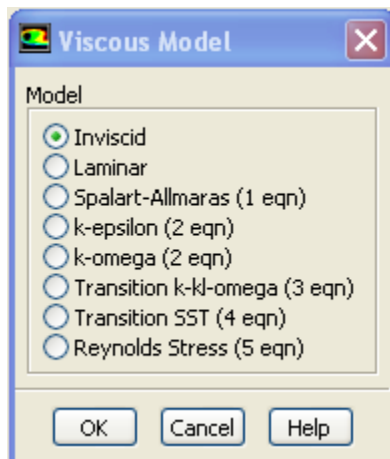 Viscous Model
Model
Inviscid
Laminar
Spalart-Allmaras (1 eqn)
k-epsilon (2 eqn)
k-omega (2 eqn)
Transition k-kl-omega (3 eqn)
Transition SST (4 eqn)
Reynolds Stress (5 eqn)
OK Cancel Help